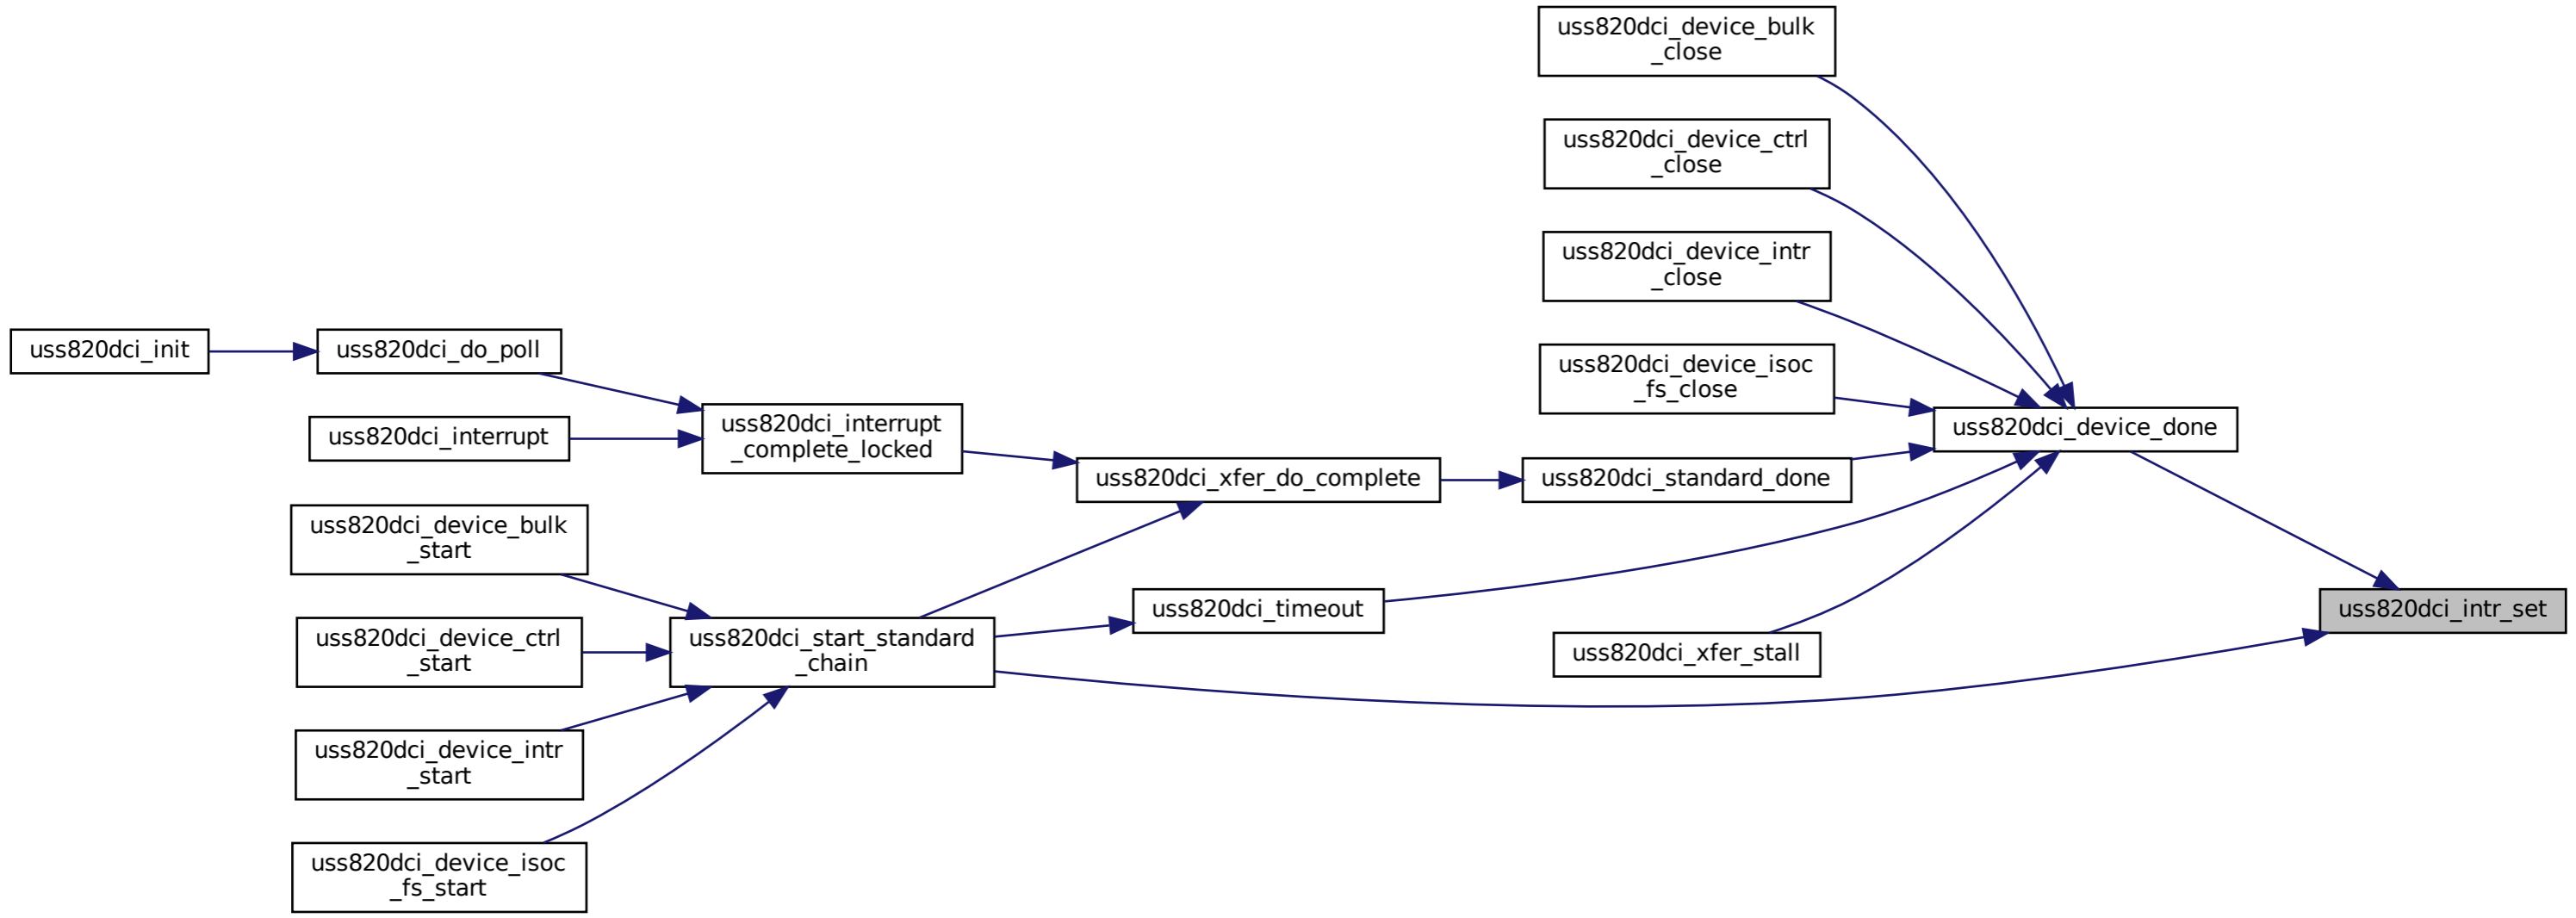 uss820dci_device_bulk
_close
uss820dci_device_ctrl
_close
uss820dci_device_intr
_close
uss820dci_device_isoc
_fs_close
uss820dci_init
uss820dci_do_poll
uss820dci_interrupt
uss820dci_interrupt
_complete_locked
uss820dci_xfer_do_complete
uss820dci_standard_done
uss820dci_device_done
uss820dci_device_bulk
_start
uss820dci_device_ctrl
_start
uss820dci_device_intr
_start
uss820dci_device_isoc
_fs_start
uss820dci_start_standard
_chain
uss820dci_timeout
uss820dci_xfer_stall
uss820dci_intr_set